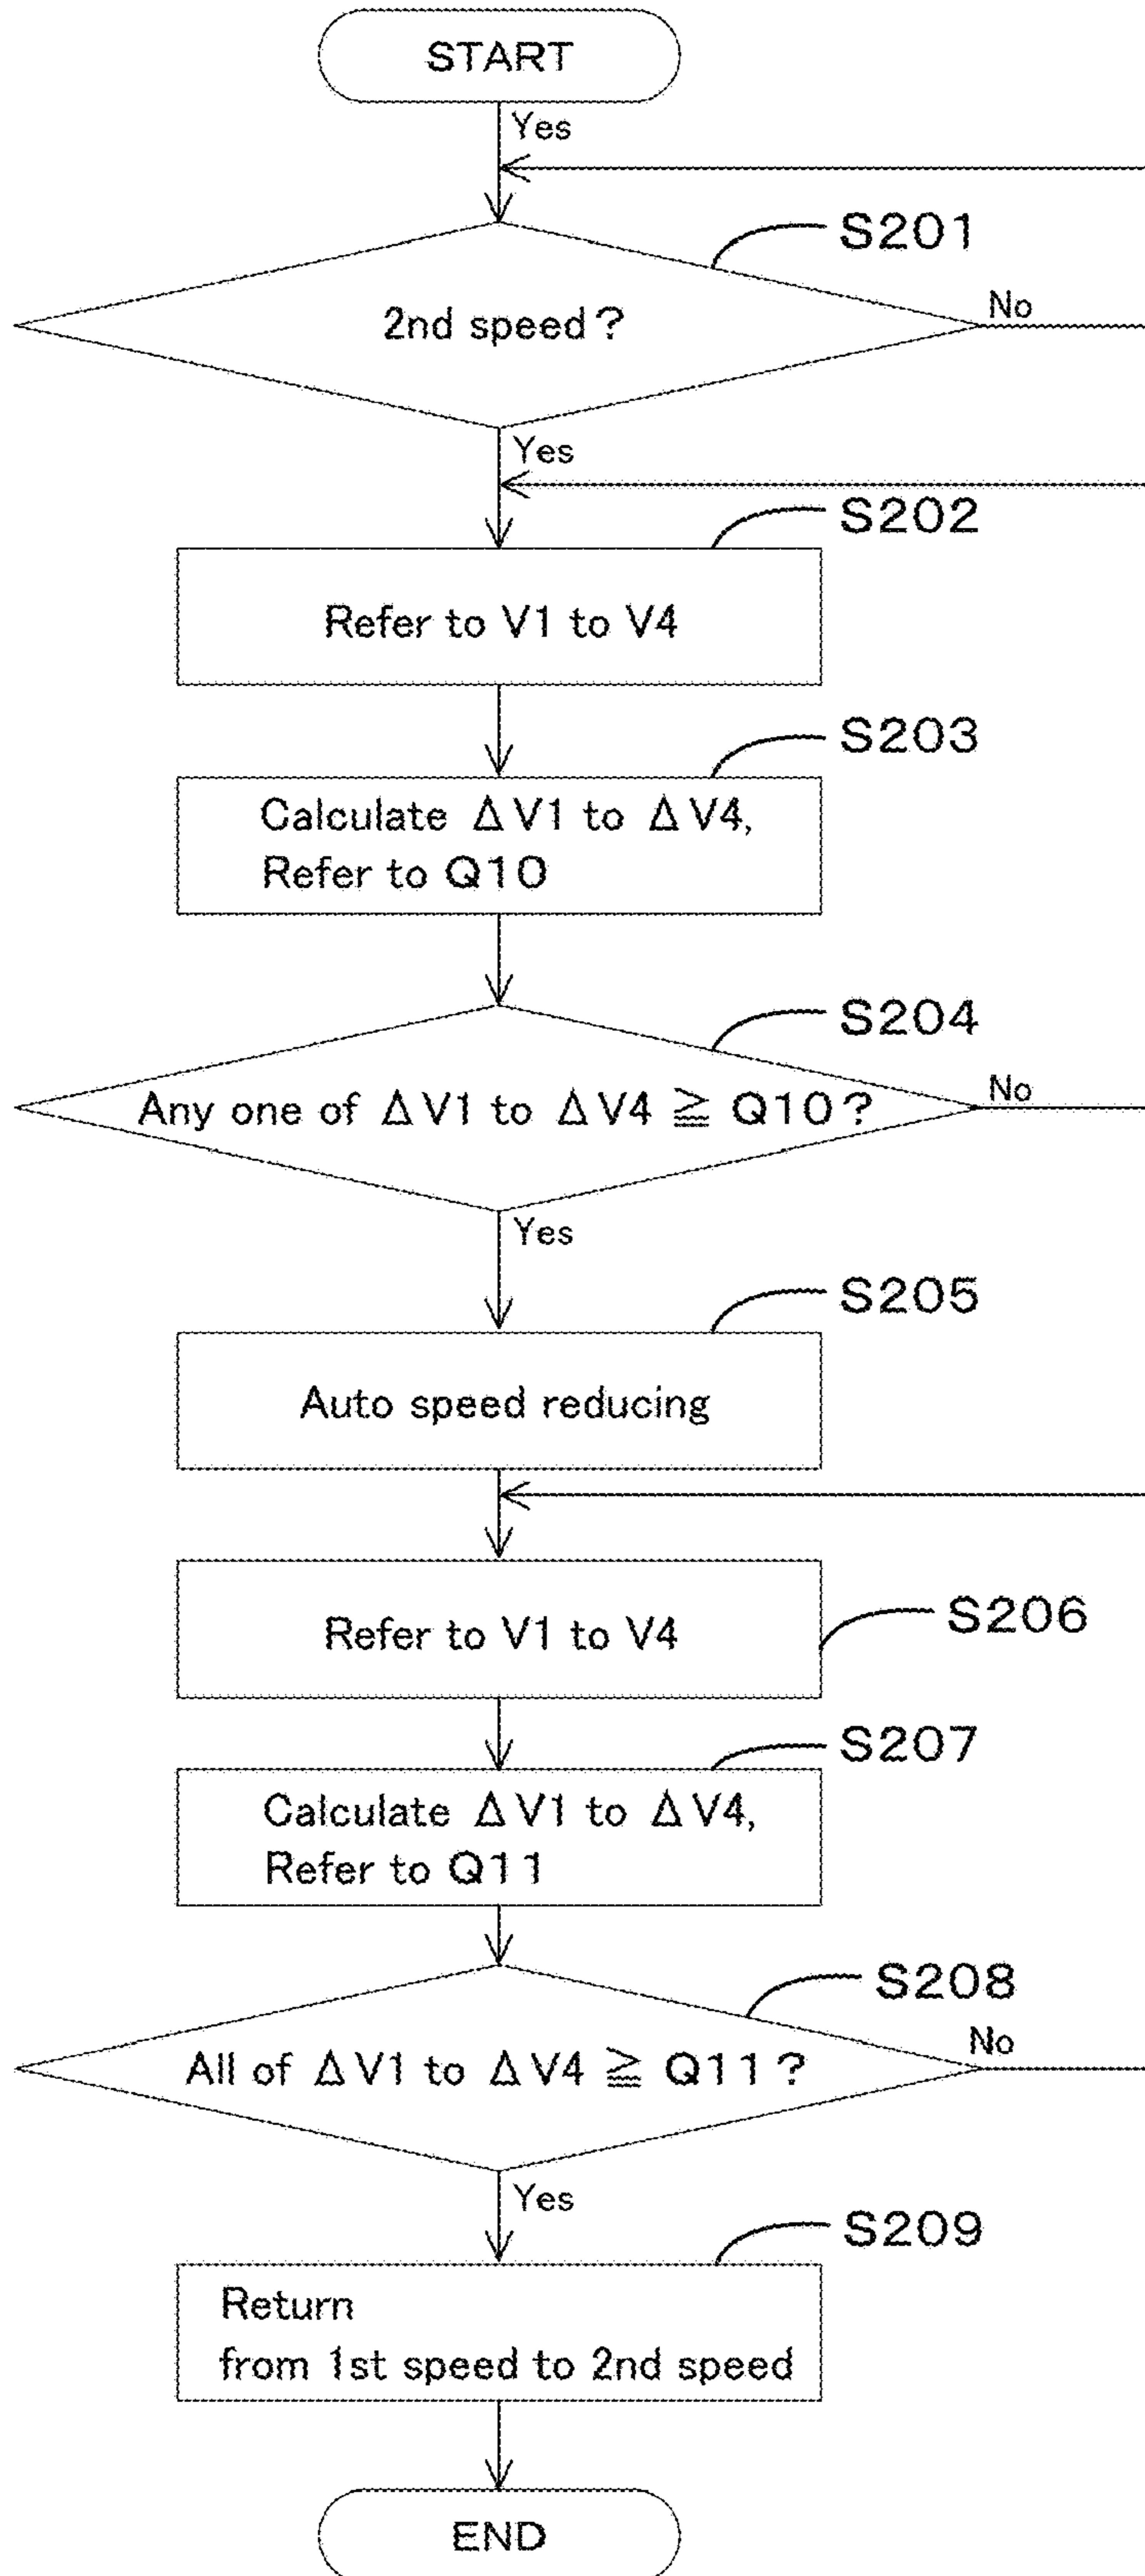 START
Yes
S201
2nd speed?
No
Yes
S202
Refer to V1 to V4
S203
Calculate ΔV1 to ΔV4,
Refer to Q10
S204
Any one of ΔV1 to ΔV4 ≧ Q10?
No
Yes
S205
Auto speed reducing
Refer to V1 to V4
S206
S207
Calculate ΔV1 to ΔV4,
Refer to Q11
S208
All of ΔV1 to ΔV4 ≧ Q11?
No
Yes
S209
Return
from 1st speed to 2nd speed
END